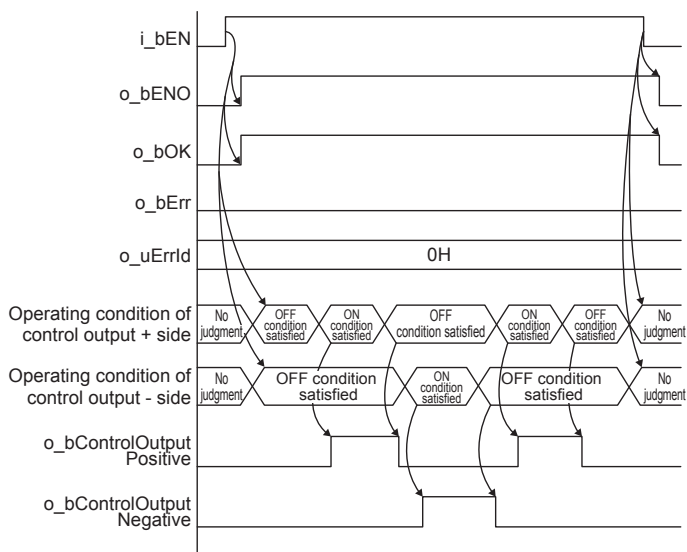 i_bEN
o_bENO
o_bOK
o_bErr
o_uErrId
0H
Operating condition of
control output + side
No
judgment
OFF
condition
satisfied
ON
condition
satisfied
OFF
condition satisfied
ON
condition
satisfied
OFF
condition
satisfied
No
judgment
Operating condition of
control output - side
No
judgment
OFF condition
satisfied
ON
condition
satisfied
OFF condition
satisfied
No
judgment
o_bControlOutput
Positive
o_bControlOutput
Negative